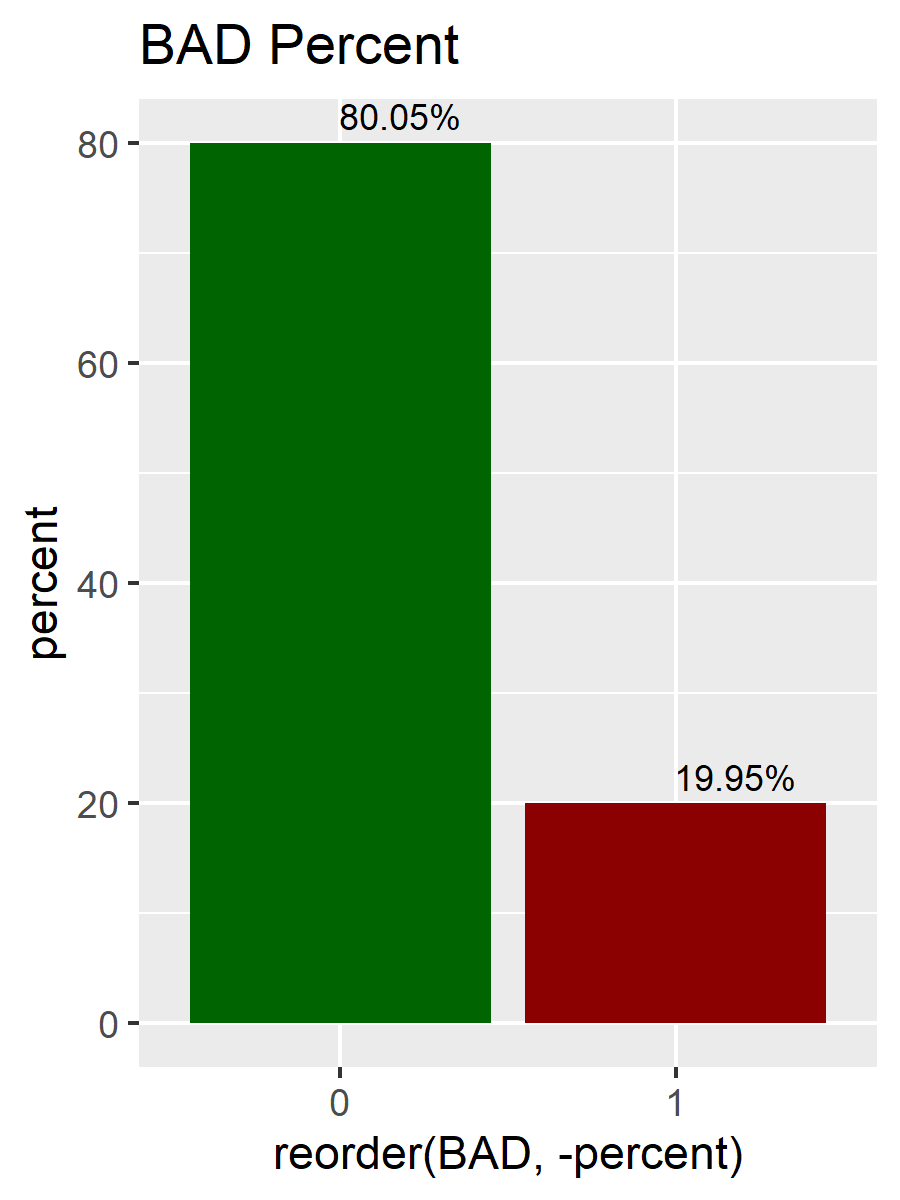 BAD Percent
80.05%
80
60
percent
40
19.95%
20
0
0 1
reorder(BAD, -percent)